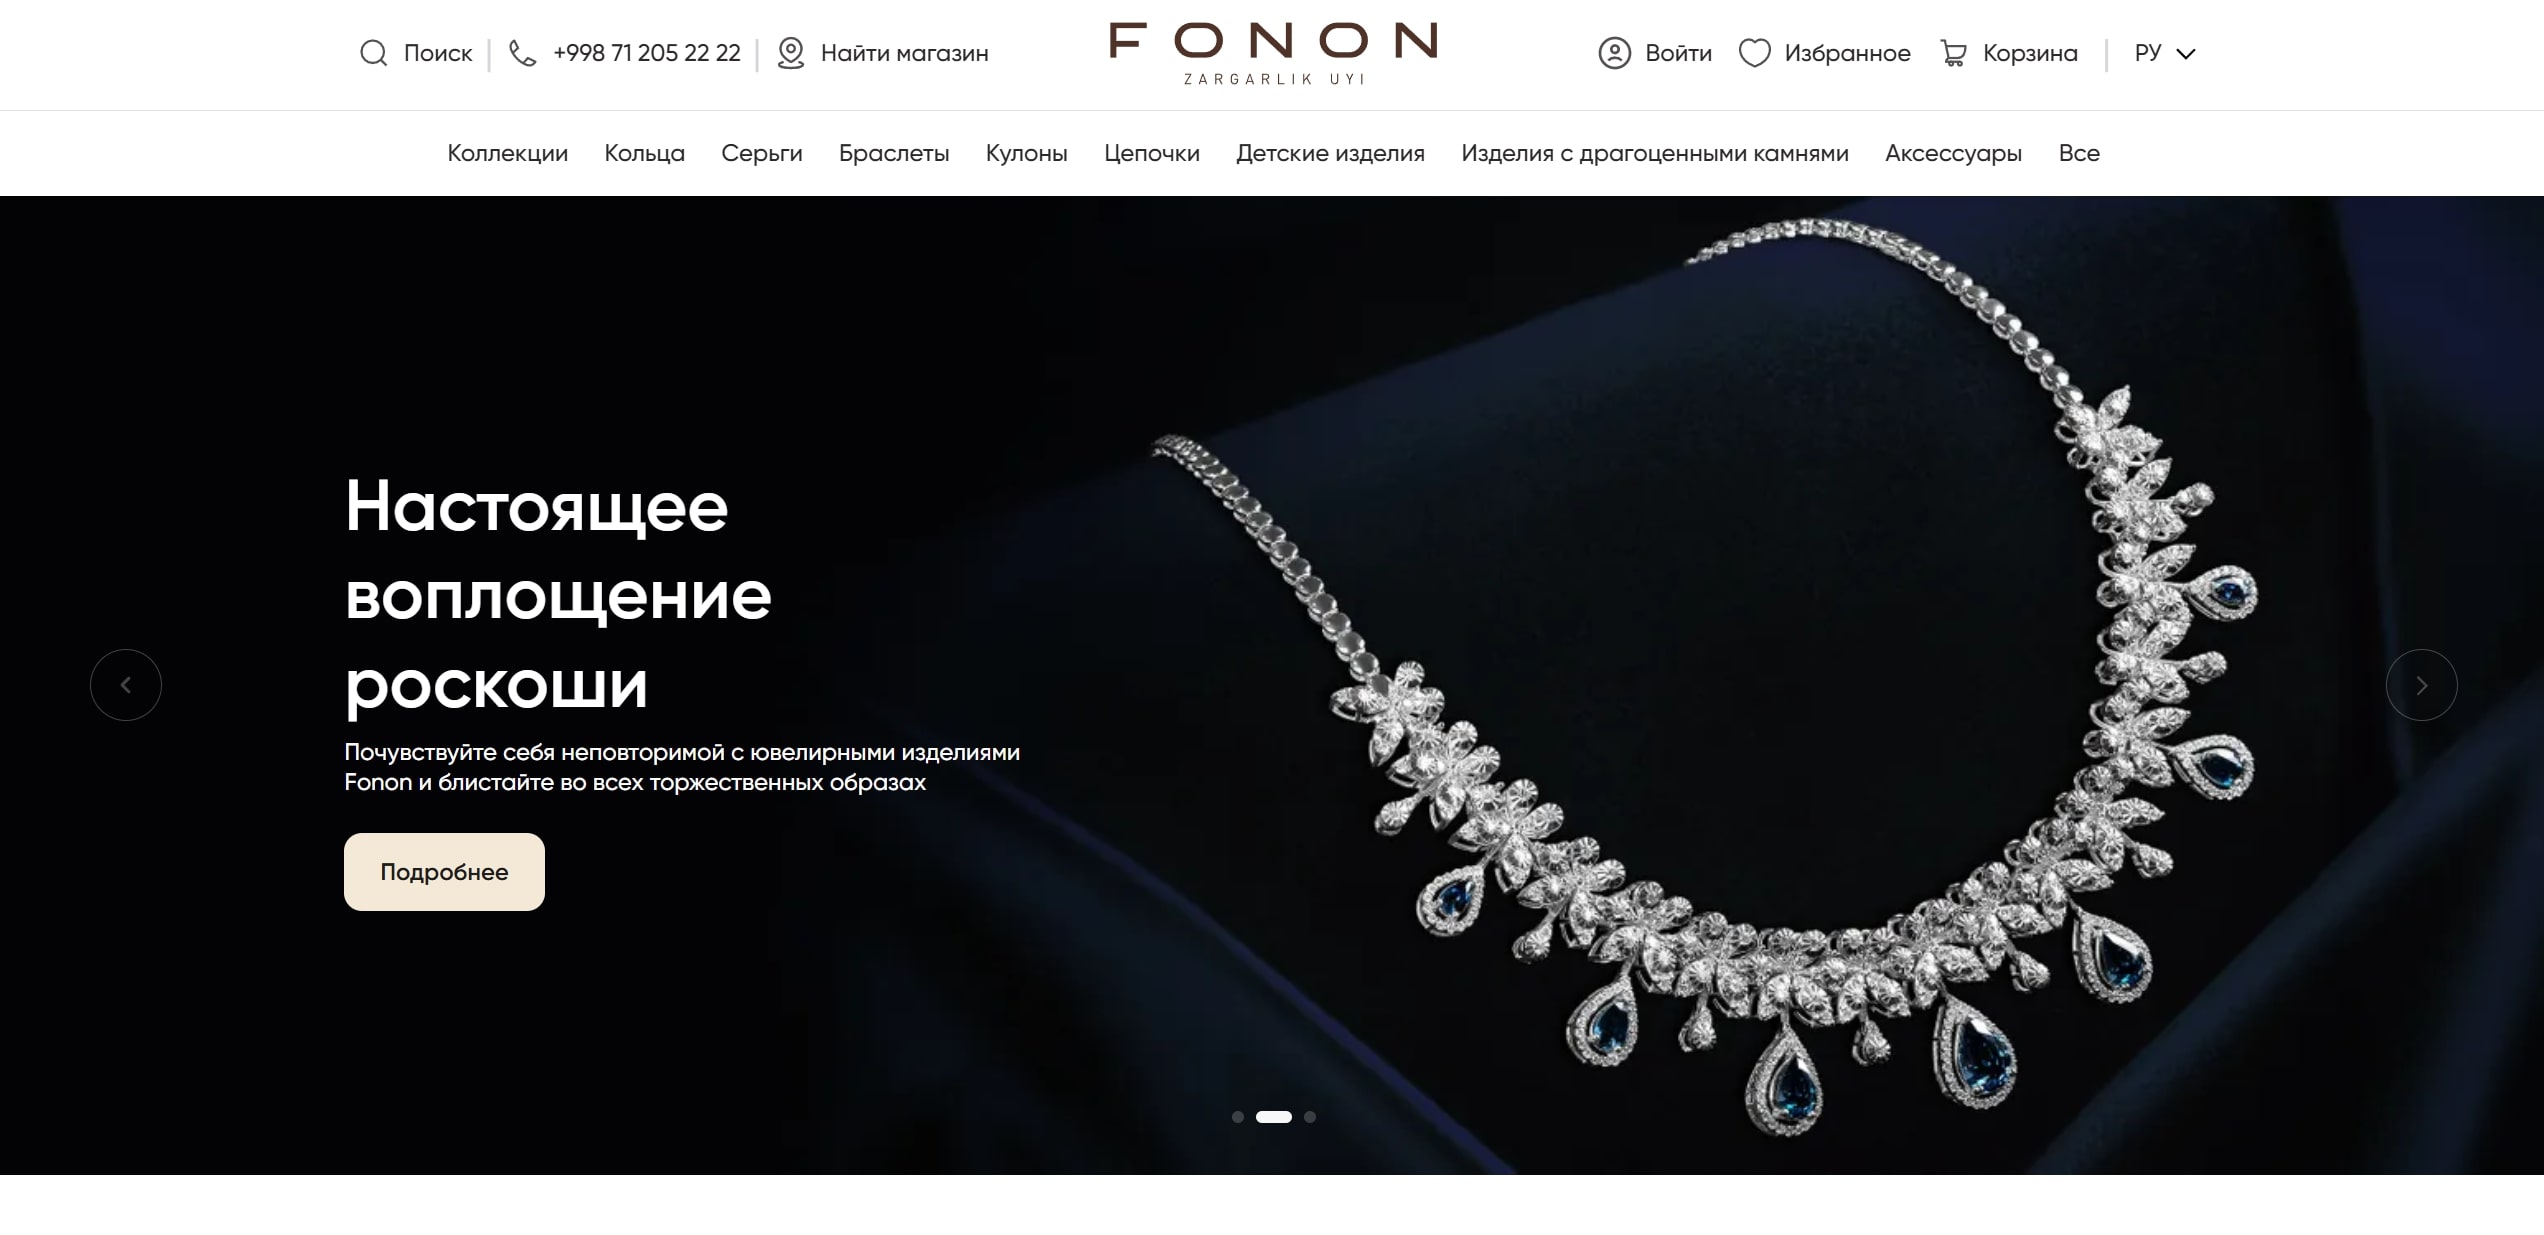 Поиск
+998 71 205 22 22
Найти магазин
FONON
ZARGARLIK UYI
Войти
Избранное
Корзина
РУ
Коллекции
Кольца
Серьги
Браслеты
Кулоны
Цепочки
Детские изделия
Изделия с драгоценными камнями
Аксессуары
Все
Настоящее
воплощение
роскоши
Почувствуйте себя неповторимой с ювелирными изделиями
Fonon и блистайте во всех торжественных образах
Подробнее